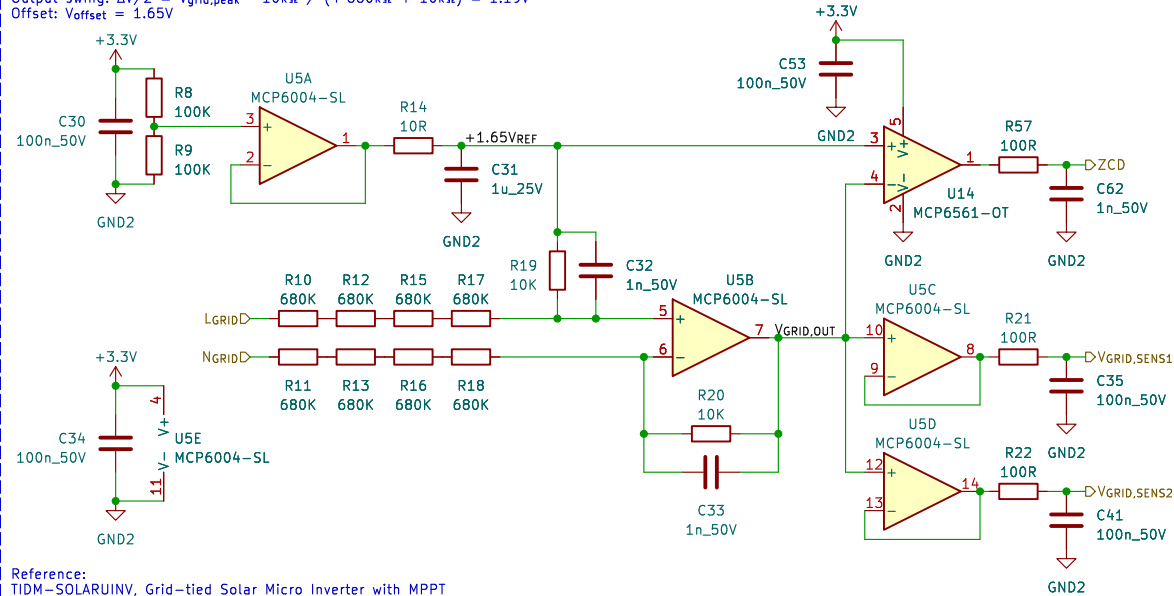 Offset: Voffset = 1.65V
+3.3V
C30
100n_50V
R8
100K
R9
100K
GND2
U5A
MCP6004-SL
3
2
1
+
−
R14
10R
+1.65VREF
C31
1u_25V
GND2
+3.3V
C53
100n_50V
GND2
3
4
5
2
1
+
−
V+
V-
U14
MCP6561-OT
GND2
R57
100R
ZCD
C62
1n_50V
GND2
R19
10K
C32
1n_50V
LGRID
R10
680K
R12
680K
R15
680K
R17
680K
NGRID
R11
680K
R13
680K
R16
680K
R18
680K
U5B
MCP6004-SL
5
6
7
+
−
VGRID,OUT
R20
10K
C33
1n_50V
U5C
MCP6004-SL
10
9
8
+
−
R21
100R
VGRID,SENS1
C35
100n_50V
GND2
U5D
MCP6004-SL
12
13
14
+
−
R22
100R
VGRID,SENS2
C41
100n_50V
GND2
+3.3V
C34
100n_50V
4
V+
V-
11
U5E
MCP6004-SL
GND2
Reference:
TIDM-SOLARUINV, Grid-tied Solar Micro Inverter with MPPT